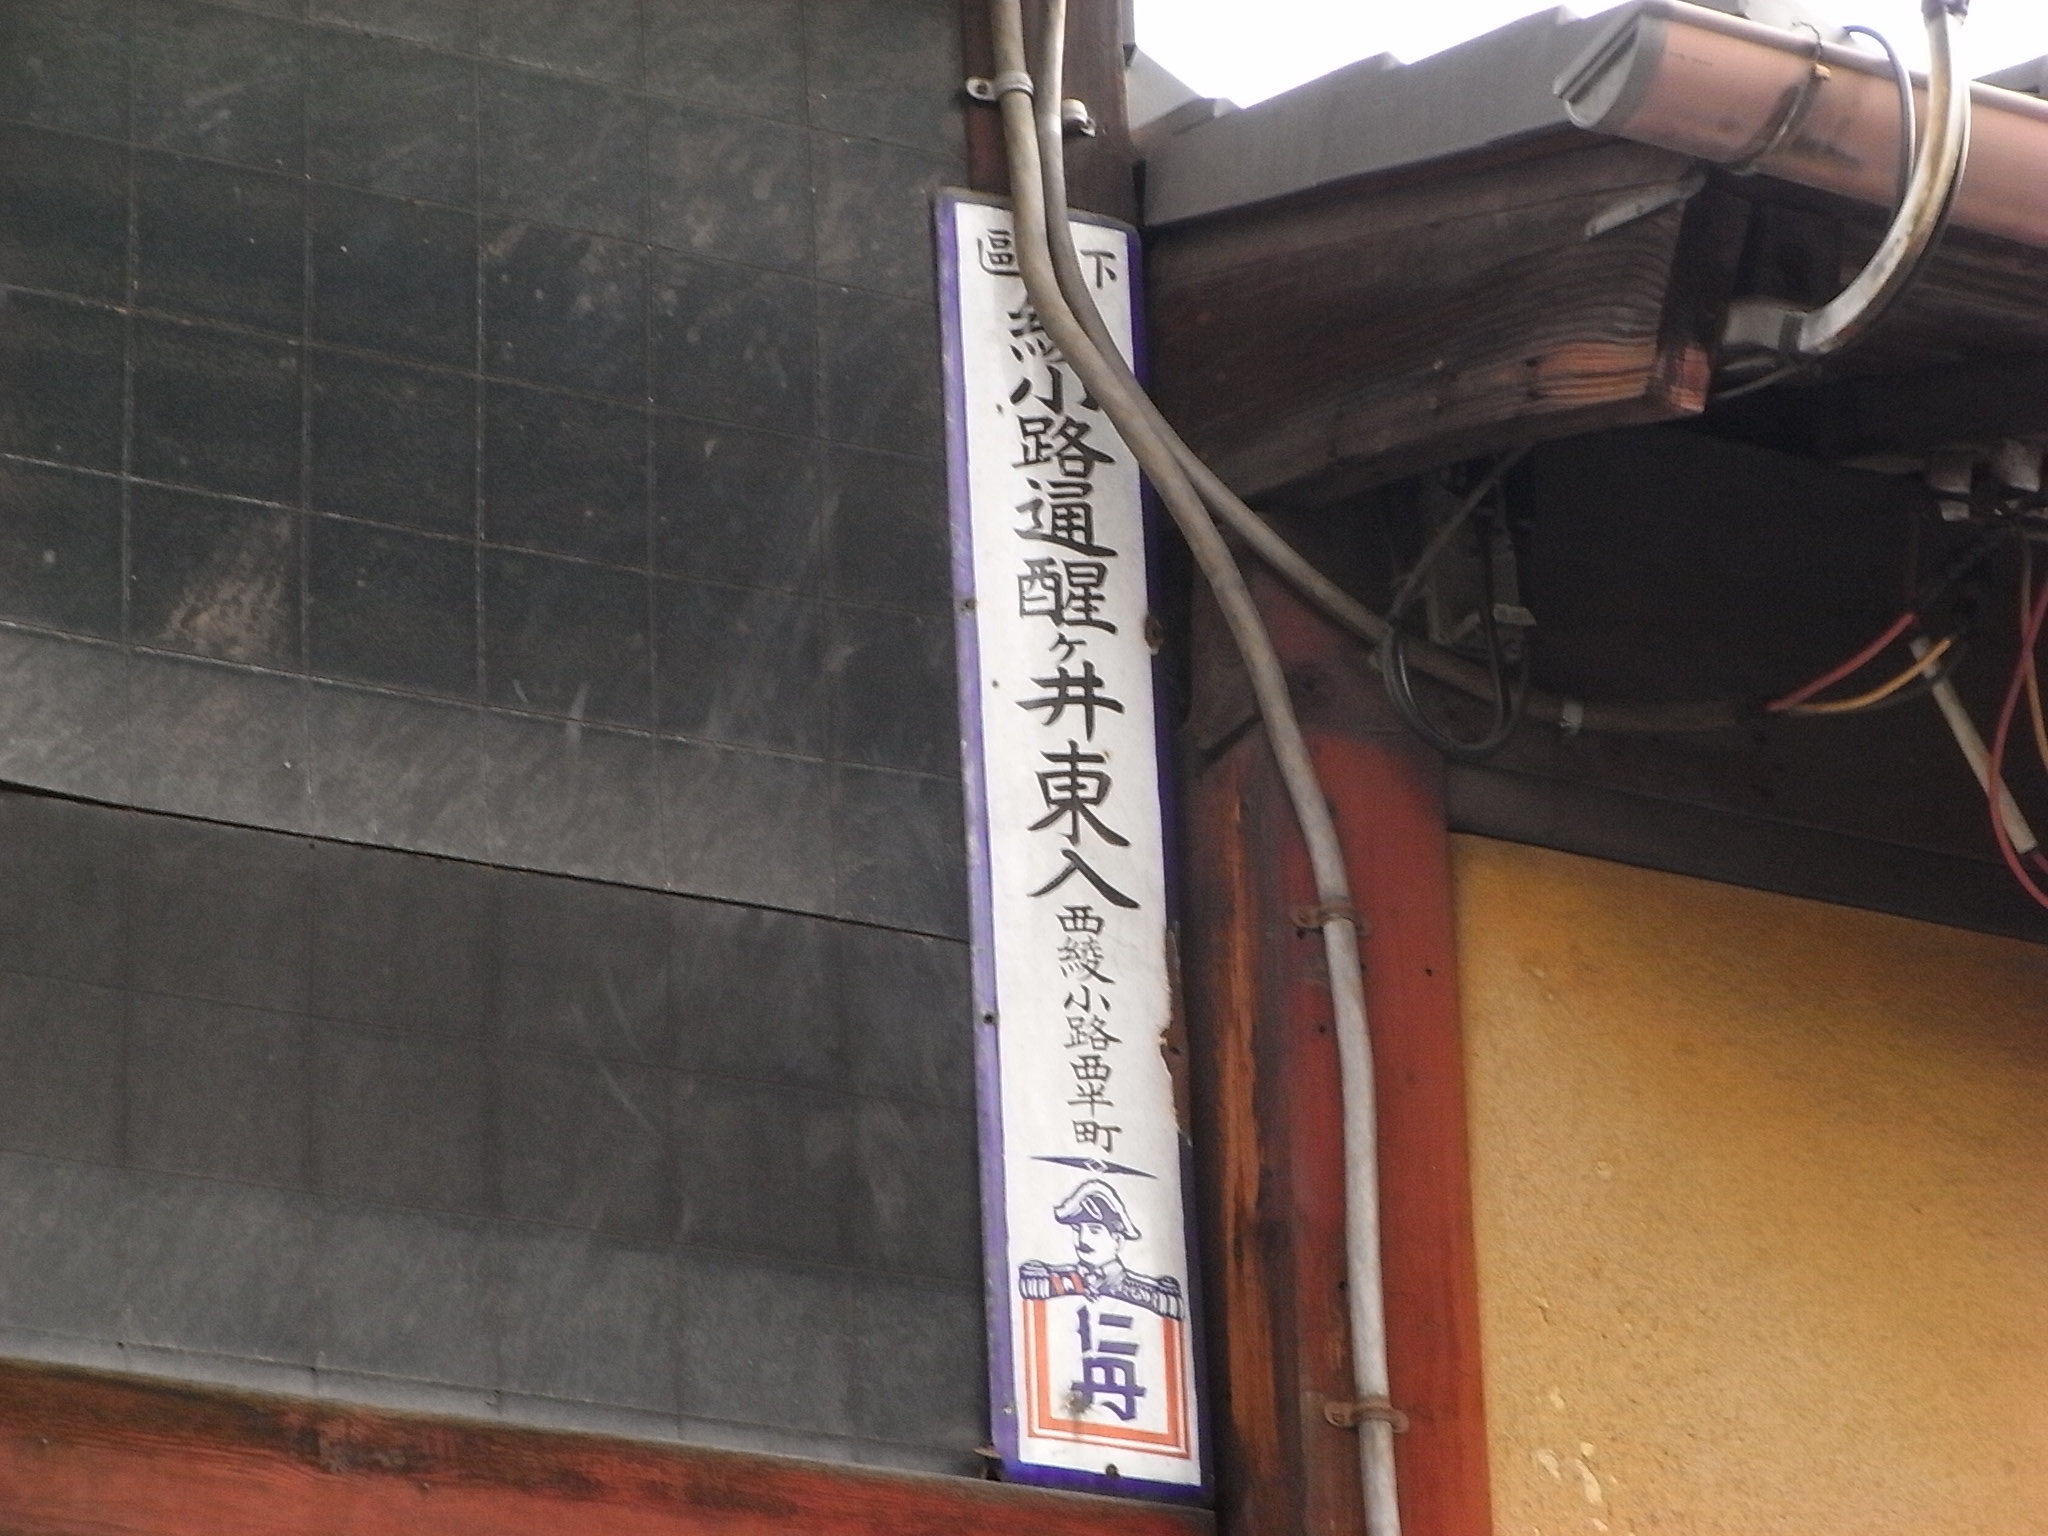 下區
綾小路通醒ヶ井東入
西綾小路西半町
仁丹